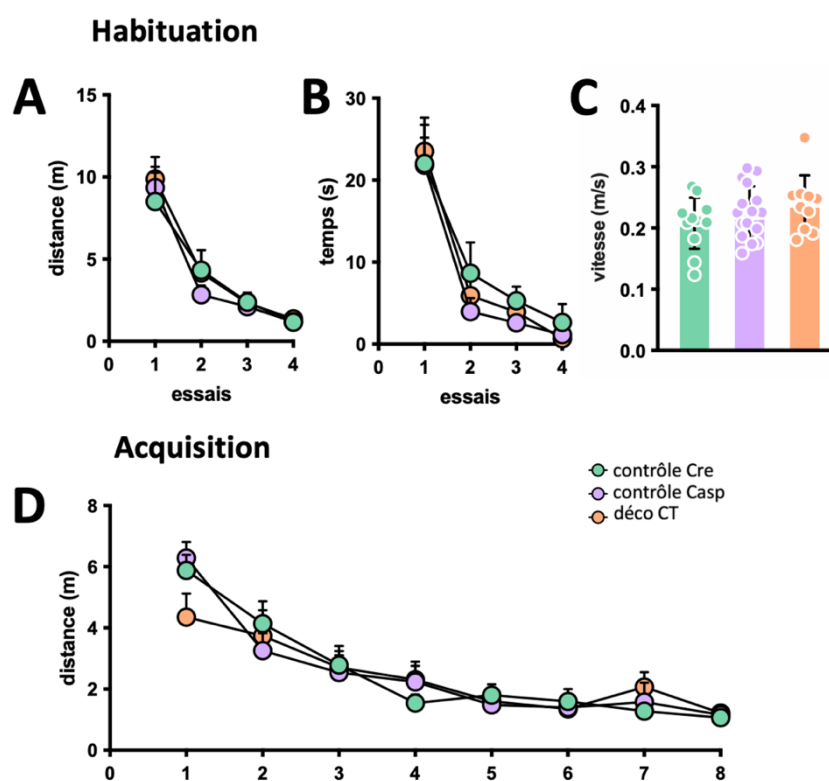 Habituation
A
distance (m)
15
10
5
0
0 1 2 3 4
essais
B
temps (s)
30
20
10
0
0 1 2 3 4
essais
C
vitesse (m/s)
0.4
0.3
0.2
0.1
0.0
Acquisition
contrôle Cre
contrôle Casp
déco CT
D
distance (m)
8
6
4
2
0
0 1 2 3 4 5 6 7 8